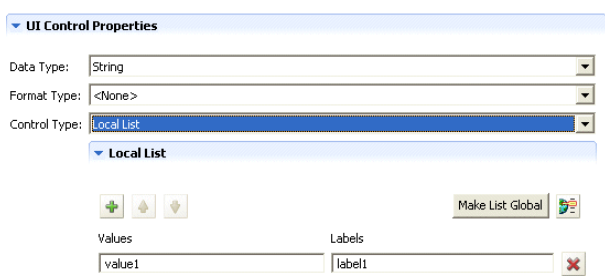 UI Control Properties
Data Type: String
Format Type: <None>
Control Type: Local List
Local List
Make List Global
Values Labels
value1 label1